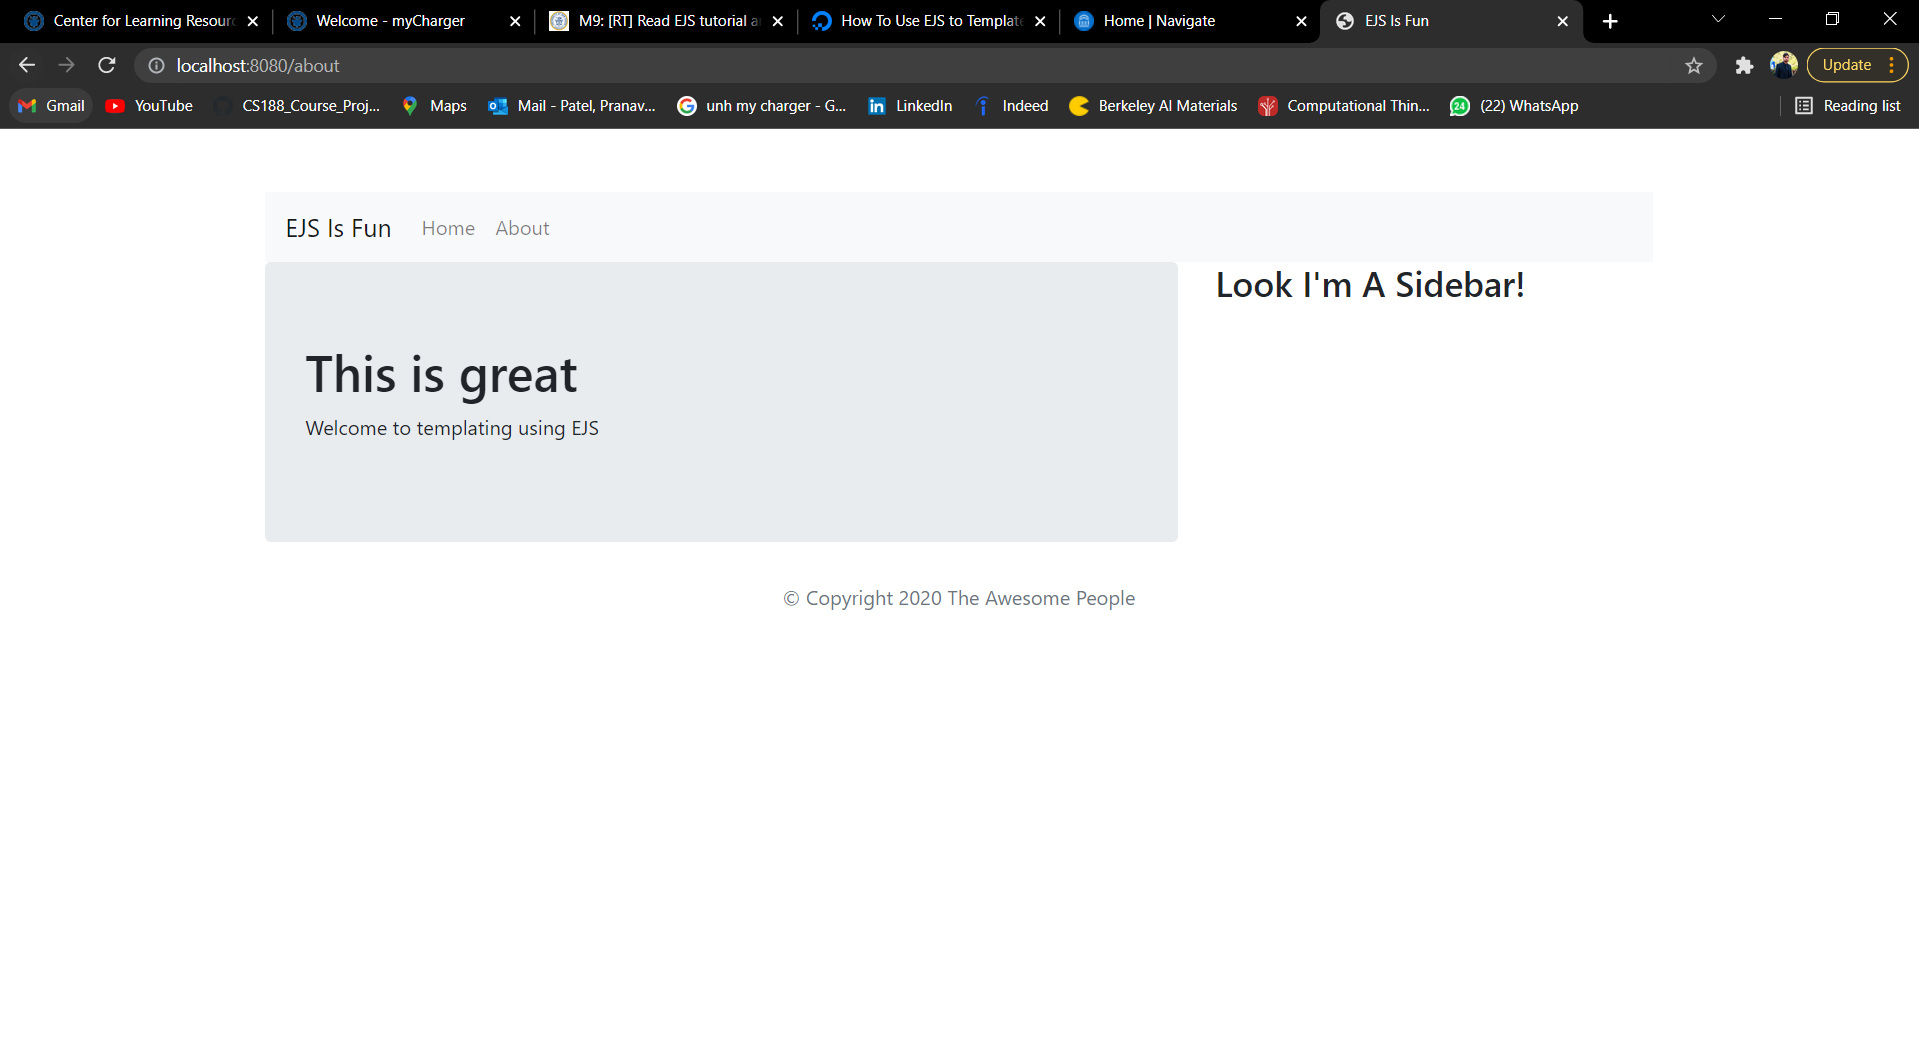 Center for Learning Resour
Welcome - myCharger
M9: [RT] Read EJS tutorial a
How To Use EJS to Templat
Home | Navigate
EJS Is Fun
localhost:8080/about
Update
Gmail
YouTube
CS188_Course_Proj...
Maps
Mail - Patel, Pranav...
unh my charger - G...
LinkedIn
Indeed
Berkeley AI Materials
Computational Thin...
24
(22) WhatsApp
Reading list
EJS Is Fun
Home
About
Look I'm A Sidebar!
This is great
Welcome to templating using EJS
© Copyright 2020 The Awesome People